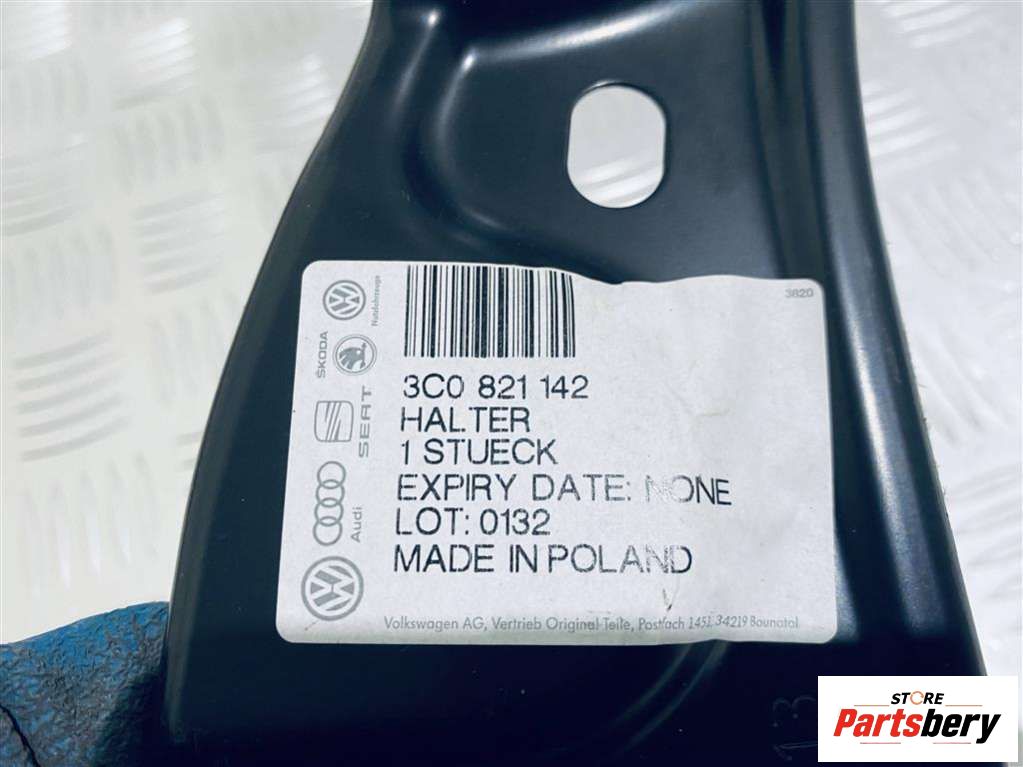 3820
Nutzfahrzeuge
ŠKODA
SEAT
Audi
3C0 821 142
HALTER
1 STUECK
EXPIRY DATE: NONE
LOT: 0132
MADE IN POLAND
Volkswagen AG, Vertrieb Original Teile, Postfach 1451, 34219 Baunatal
STORE
Partsbery